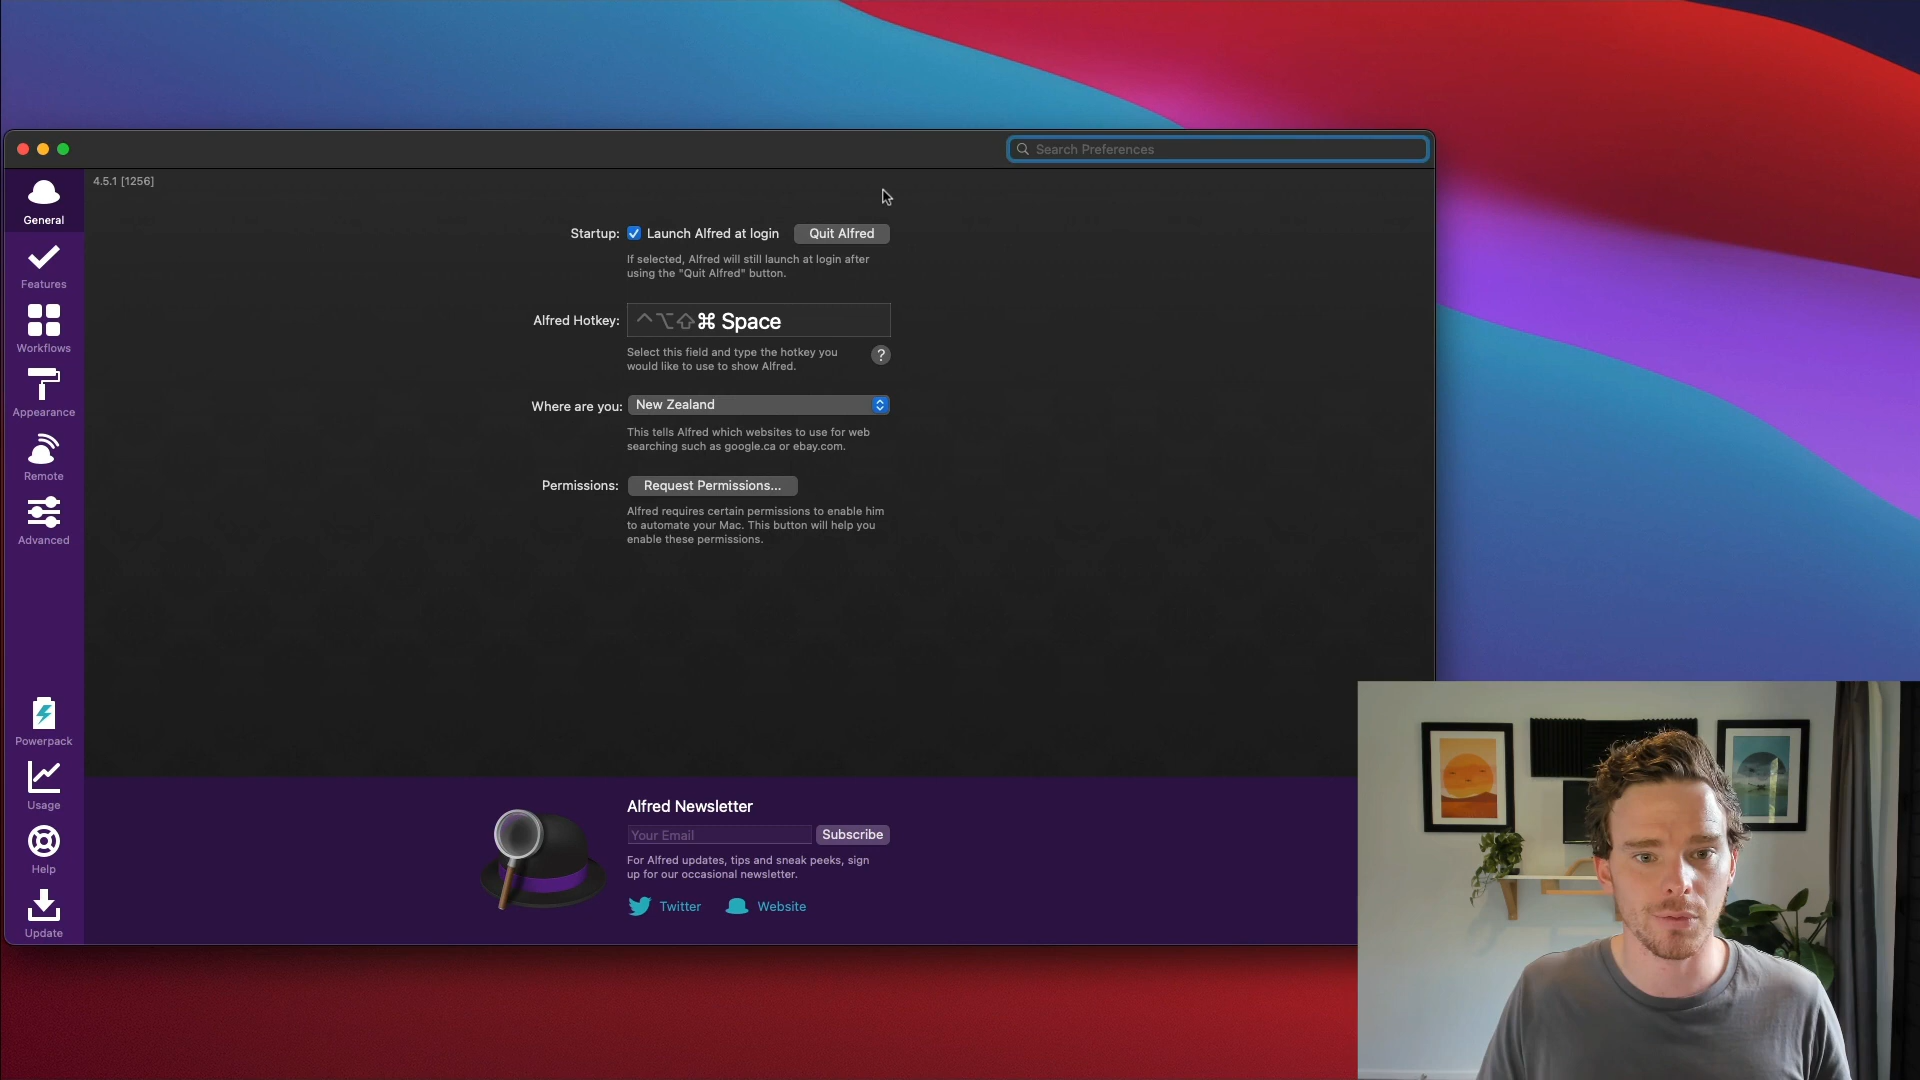 Search Preferences
4.5.1 [1256]
General
Features
Workflows
Appearance
Remote
Advanced
Powerpack
Usage
Help
Update
Startup: Launch Alfred at login Quit Alfred
If selected, Alfred will still launch at login after
using the "Quit Alfred" button.
Alfred Hotkey: ^⌥⇧⌘ Space
Select this field and type the hotkey you
would like to use to show Alfred.
?
Where are you: New Zealand
This tells Alfred which websites to use for web
searching such as google.ca or ebay.com.
Permissions: Request Permissions...
Alfred requires certain permissions to enable him
to automate your Mac. This button will help you
enable these permissions.
Alfred Newsletter
Your Email Subscribe
For Alfred updates, tips and sneak peeks, sign
up for our occasional newsletter.
Twitter Website